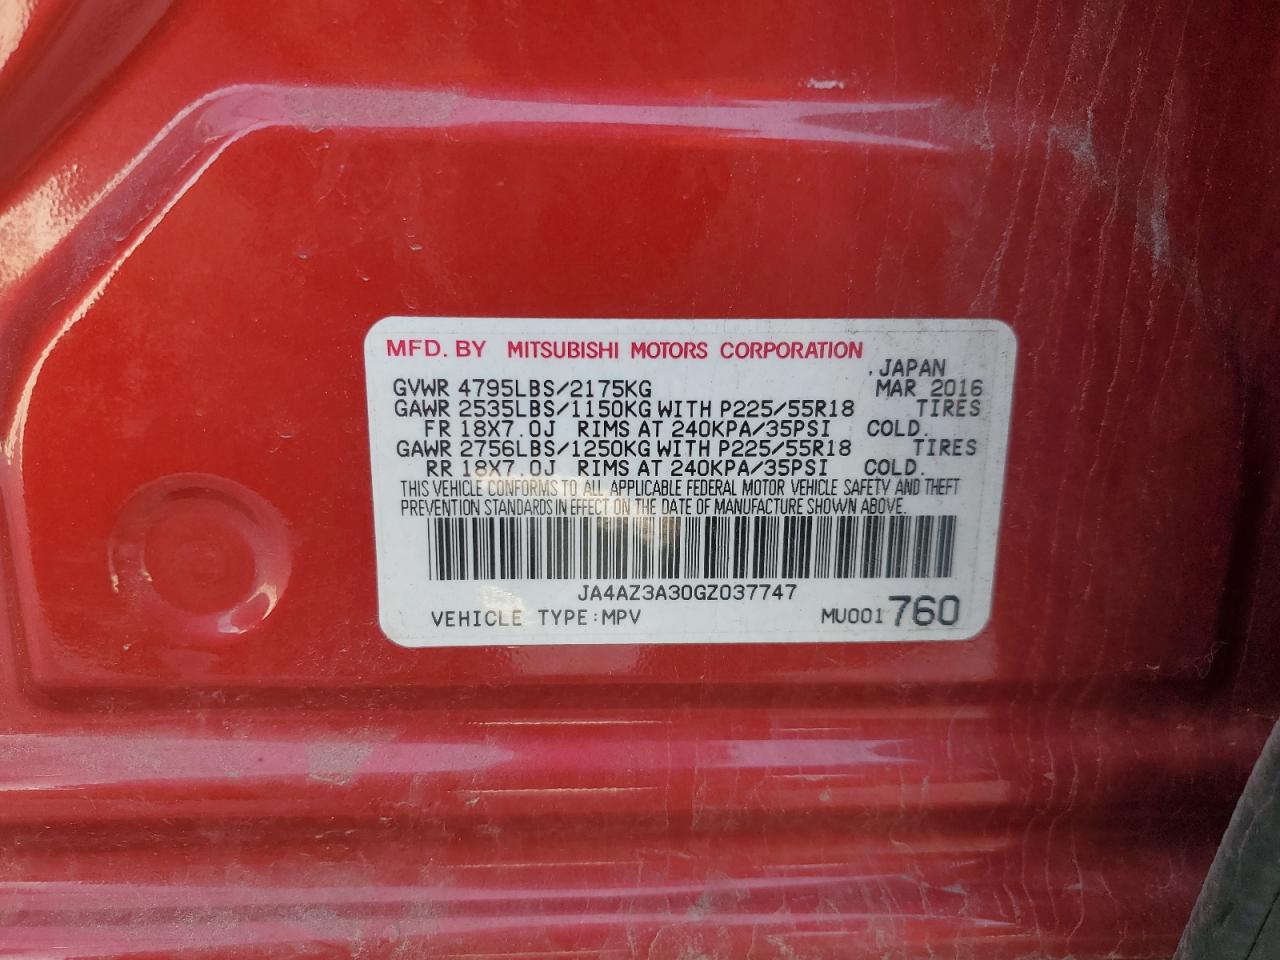 MFD. BY MITSUBISHI MOTORS CORPORATION
, JAPAN
GVWR 4795LBS/2175KG MAR 2016
GAWR 2535LBS/1150KG WITH P225/55R18 TIRES
FR 18X7.0J RIMS AT 240KPA/35PSI COLD.
GAWR 2756LBS/1250KG WITH P225/55R18 TIRES
RR 18X7.0J RIMS AT 240KPA/35PSI COLD.
THIS VEHICLE CONFORMS TO ALL APPLICABLE FEDERAL MOTOR VEHICLE SAFETY AND THEFT
PREVENTION STANDARDS IN EFFECT ON THE DATE OF MANUFACTURE SHOWN ABOVE.
JA4AZ3A30GZ037747
VEHICLE TYPE:MPV MU001760